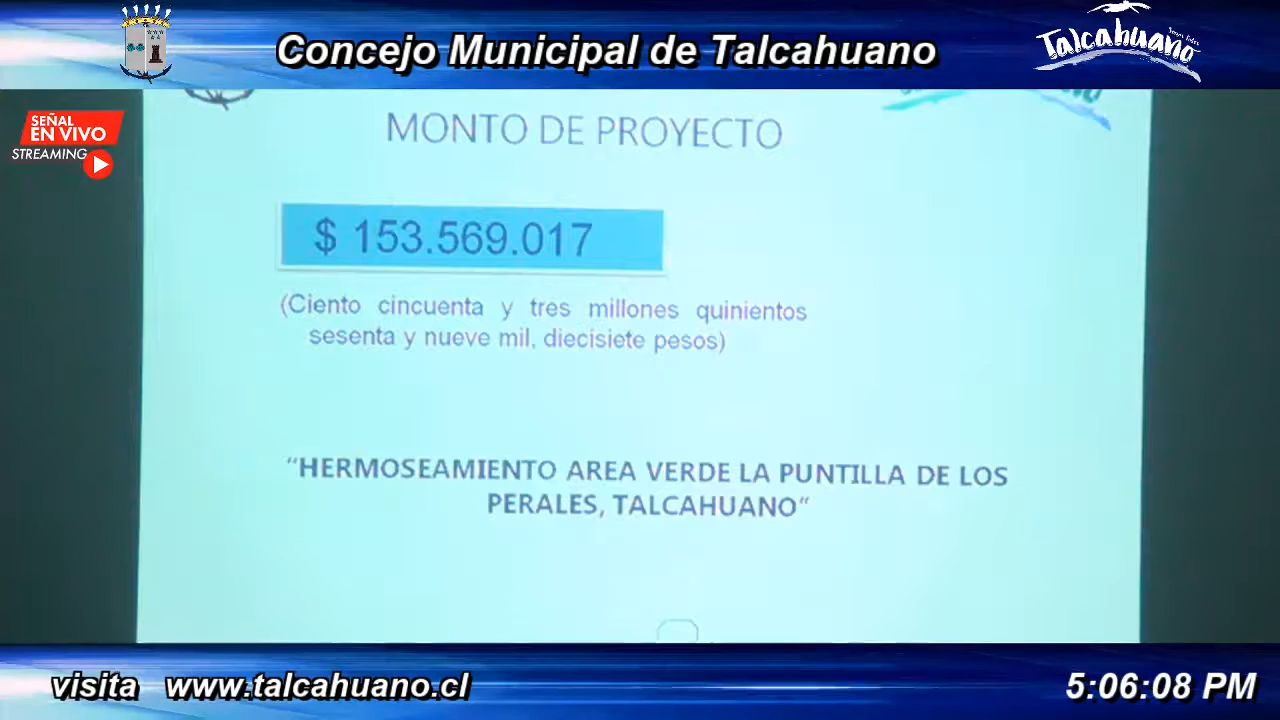 Concejo Municipal de Talcahuano
Talcahuano
SEÑAL
EN VIVO
STREAMING
MONTO DE PROYECTO
$ 153.569.017
(Ciento cincuenta y tres millones quinientos
sesenta y nueve mil, diecisiete pesos)
“HERMOSEAMIENTO AREA VERDE LA PUNTILLA DE LOS
PERALES, TALCAHUANO“
visita www.talcahuano.cl
5:06:08 PM